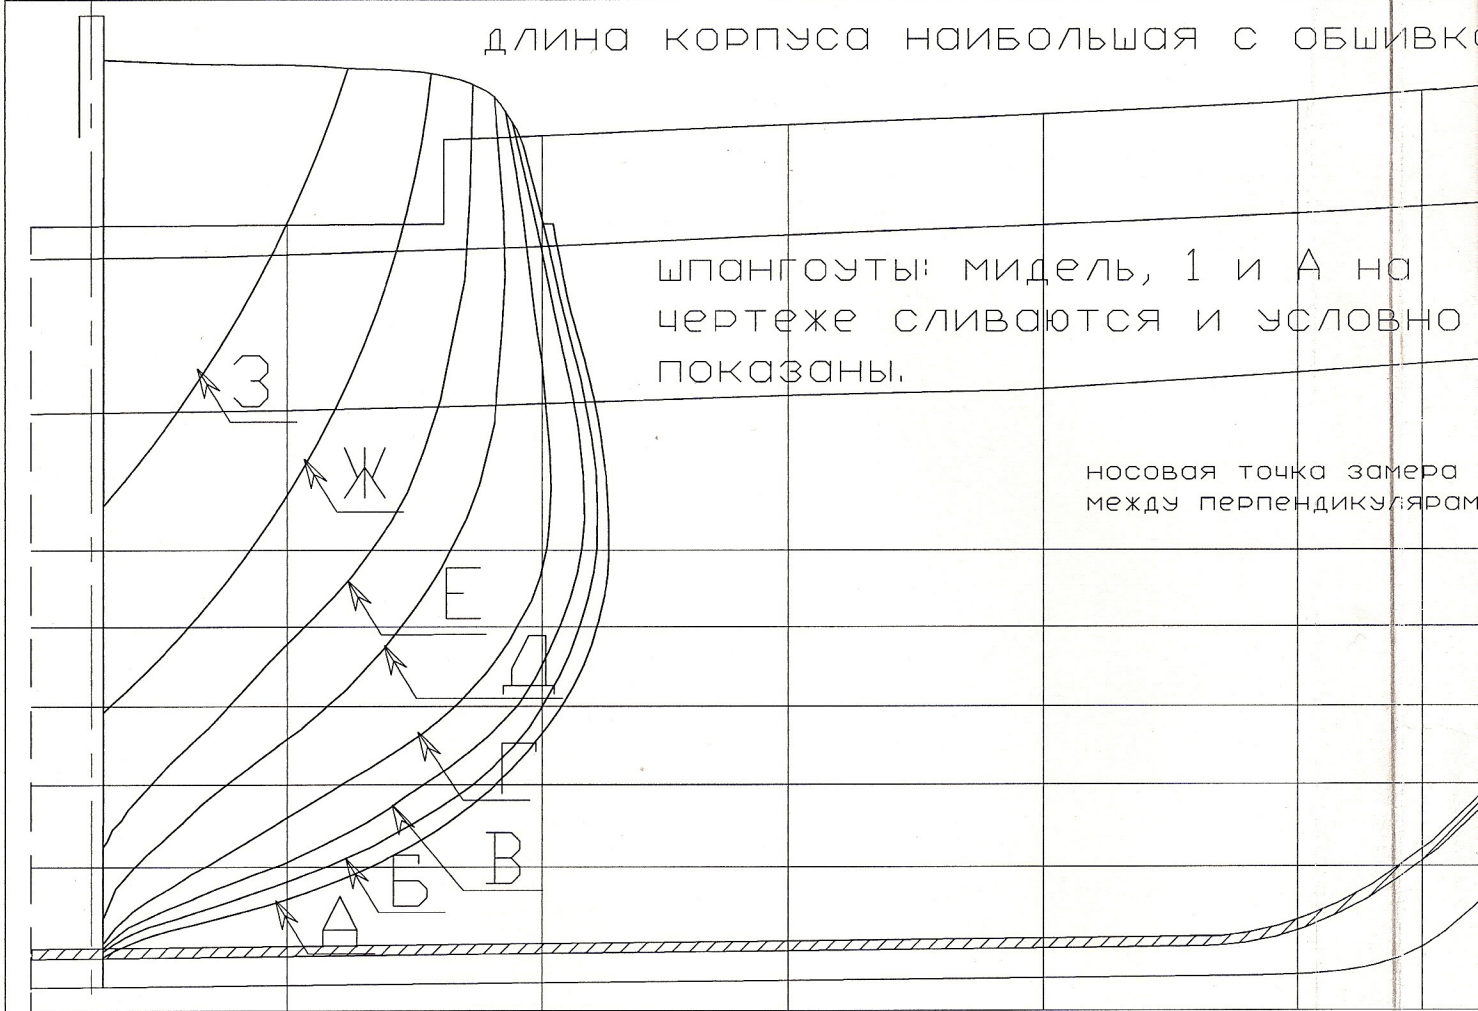 ДЛИНА КОРПУСА НАИБОЛЬШАЯ С ОБШИВКО
ШПАНГОУТЫ: МИДЕЛЬ, 1 И А НА
ЧЕРТЕЖЕ СЛИВАЮТСЯ И УСЛОВНО
ПОКАЗАНЫ.
З
Ж
НОСОВАЯ ТОЧКА ЗАМЕРА
МЕЖДУ ПЕРПЕНДИКУЛЯРАМ
Е
Д
Г
В
Б
А